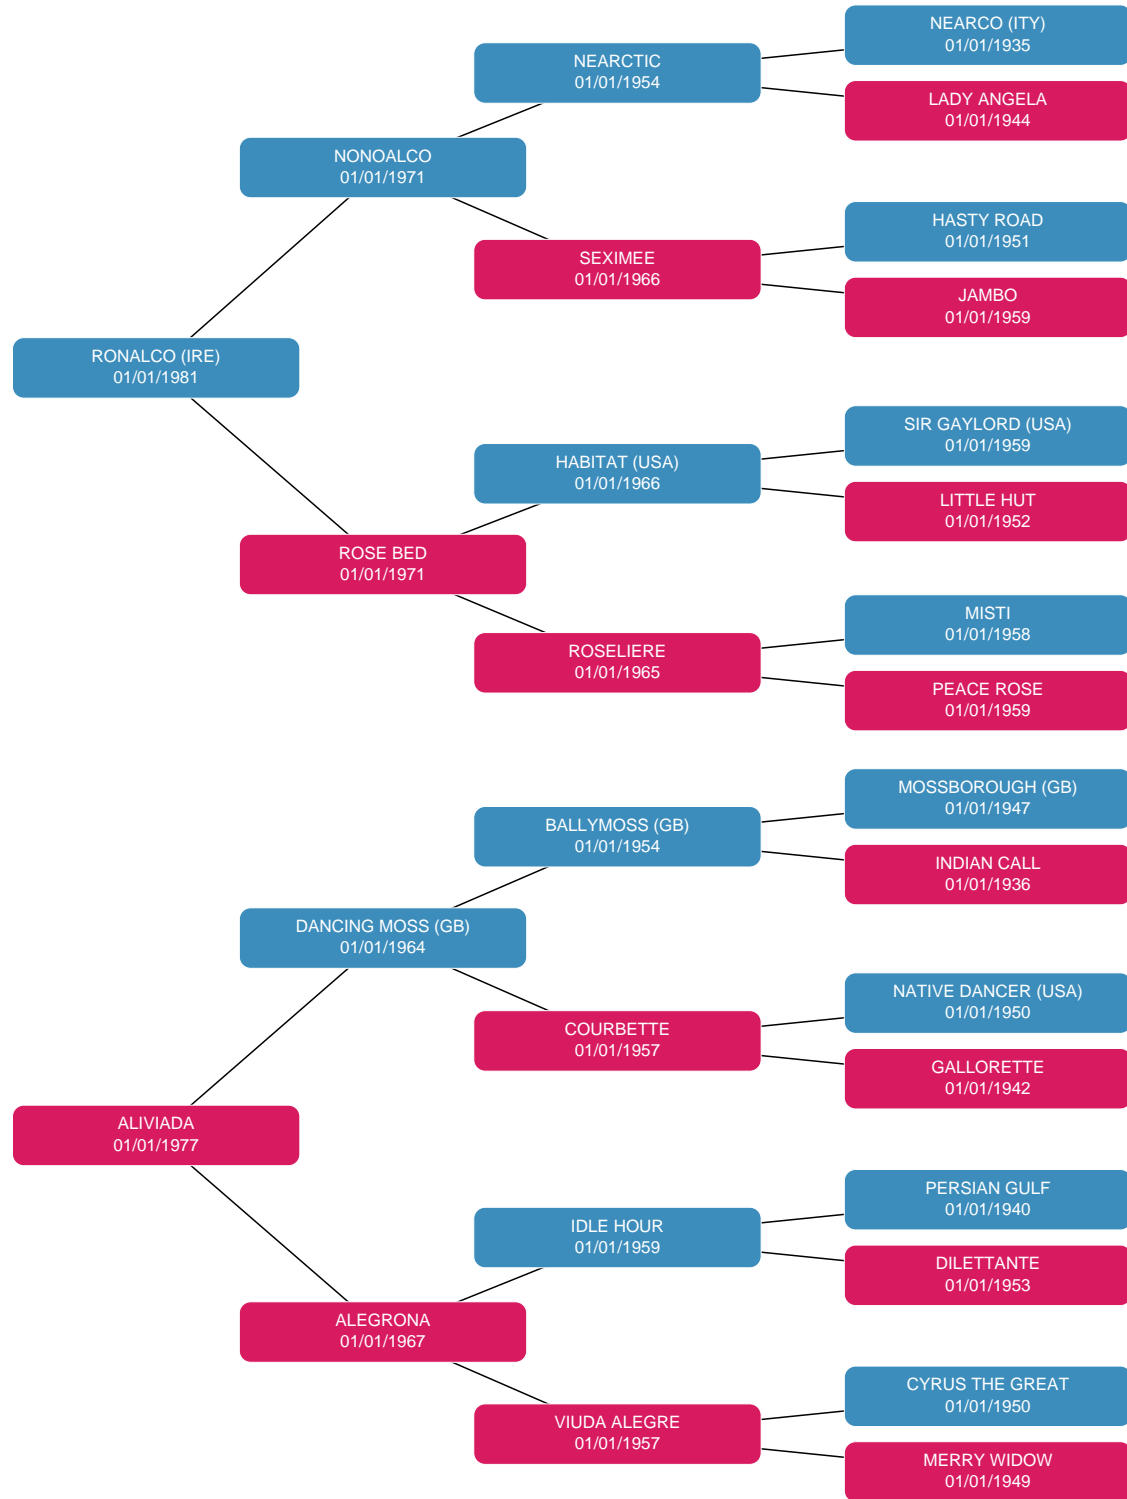 NEARCO (ITY)
01/01/1935
NEARCTIC
01/01/1954
LADY ANGELA
01/01/1944
NONOALCO
01/01/1971
HASTY ROAD
01/01/1951
SEXIMEE
01/01/1966
JAMBO
01/01/1959
RONALCO (IRE)
01/01/1981
SIR GAYLORD (USA)
01/01/1959
HABITAT (USA)
01/01/1966
LITTLE HUT
01/01/1952
ROSE BED
01/01/1971
MISTI
01/01/1958
ROSELIERE
01/01/1965
PEACE ROSE
01/01/1959
MOSSBOROUGH (GB)
01/01/1947
BALLYMOSS (GB)
01/01/1954
INDIAN CALL
01/01/1936
DANCING MOSS (GB)
01/01/1964
NATIVE DANCER (USA)
01/01/1950
COURBETTE
01/01/1957
GALLORETTE
01/01/1942
ALIVIADA
01/01/1977
PERSIAN GULF
01/01/1940
IDLE HOUR
01/01/1959
DILETTANTE
01/01/1953
ALEGRONA
01/01/1967
CYRUS THE GREAT
01/01/1950
VIUDA ALEGRE
01/01/1957
MERRY WIDOW
01/01/1949